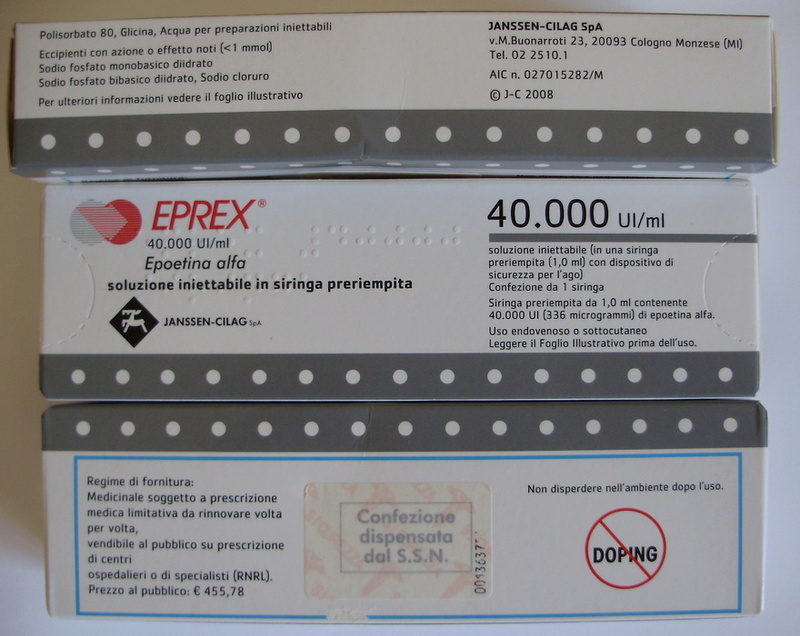 Polisorbato 80, Glicina, Acqua per preparazioni iniettabili
Eccipienti con azione o effetto noti (<1 mmol)
Sodio fosfato monobasico diidrato
Sodio fosfato bibasico diidrato, Sodio cloruro
Per ulteriori informazioni vedere il foglio illustrativo
JANSSEN-CILAG SpA
v.M.Buonarroti 23, 20093 Cologno Monzese (MI)
Tel. 02 2510.1
AIC n. 027015282/M
© J-C 2008
EPREX®
40.000 UI/ml
Epoetina alfa
soluzione iniettabile in siringa preriempita
JANSSEN-CILAG SpA
40.000 UI/ml
soluzione iniettabile (in una siringa
preriempita (1,0 ml) con dispositivo di
sicurezza per l'ago)
Confezione da 1 siringa
Siringa preriempita da 1,0 ml contenente
40.000 UI (336 microgrammi) di epoetina alfa.
Uso endovenoso o sottocutaneo
Leggere il Foglio Illustrativo prima dell'uso.
Regime di fornitura:
Medicinale soggetto a prescrizione
medica limitativa da rinnovare volta
per volta,
vendibile al pubblico su prescrizione
di centri
ospedalieri o di specialisti (RNRL).
Prezzo al pubblico: € 455,78
Confezione
dispensata
dal S.S.N.
Non disperdere nell'ambiente dopo l'uso.
DOPING